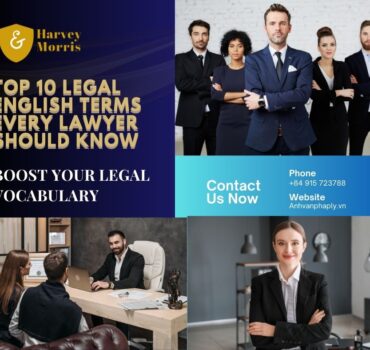 &
Harvey
Morris
TOP 10 LEGAL
ENGLISH TERMS
EVERY LAWYER
SHOULD KNOW
BOOST YOUR LEGAL
VOCABULARY
Contact
Us Now
Phone
+84 915 723788
Website
Anhvanphaply.vn